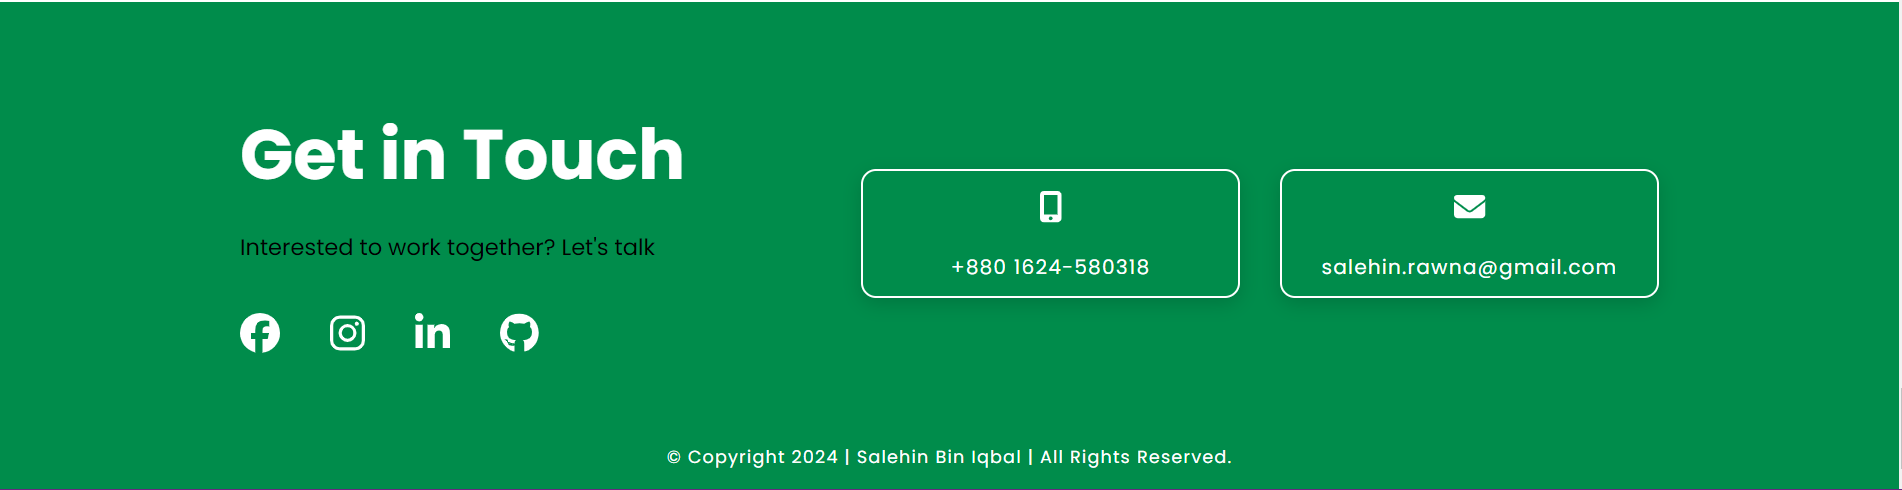 Get in Touch
Interested to work together? Let's talk
+880 1624-580318
salehin.rawna@gmail.com
© Copyright 2024 | Salehin Bin Iqbal | All Rights Reserved.